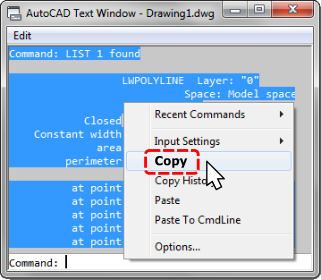 AutoCAD Text Window - Drawing1.dwg
Edit
Command: LIST 1 found
LWPOLYLINE Layer: "0"
Space: Model space
Closed
Constant width
area
perimeter
at point
at point
at point
at point
at point
Command:
Recent Commands
Input Settings
Copy
Copy
Paste
Paste To CmdLine
Options...